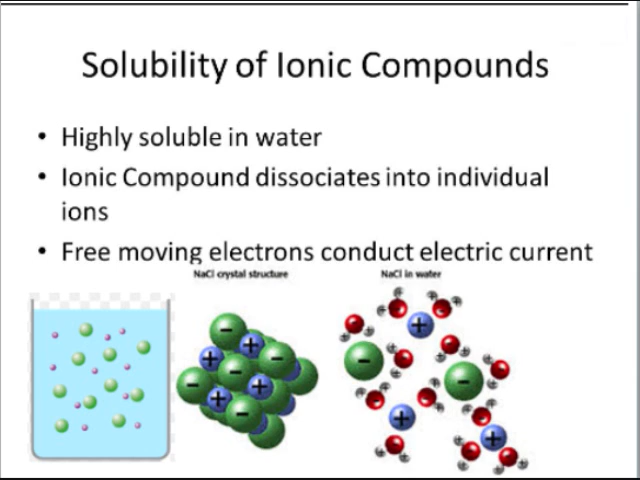 Solubility of Ionic Compounds
• Highly soluble in water
• Ionic Compound dissociates into individual
ions
• Free moving electrons conduct electric current
NaCl crystal structure
NaCl in water